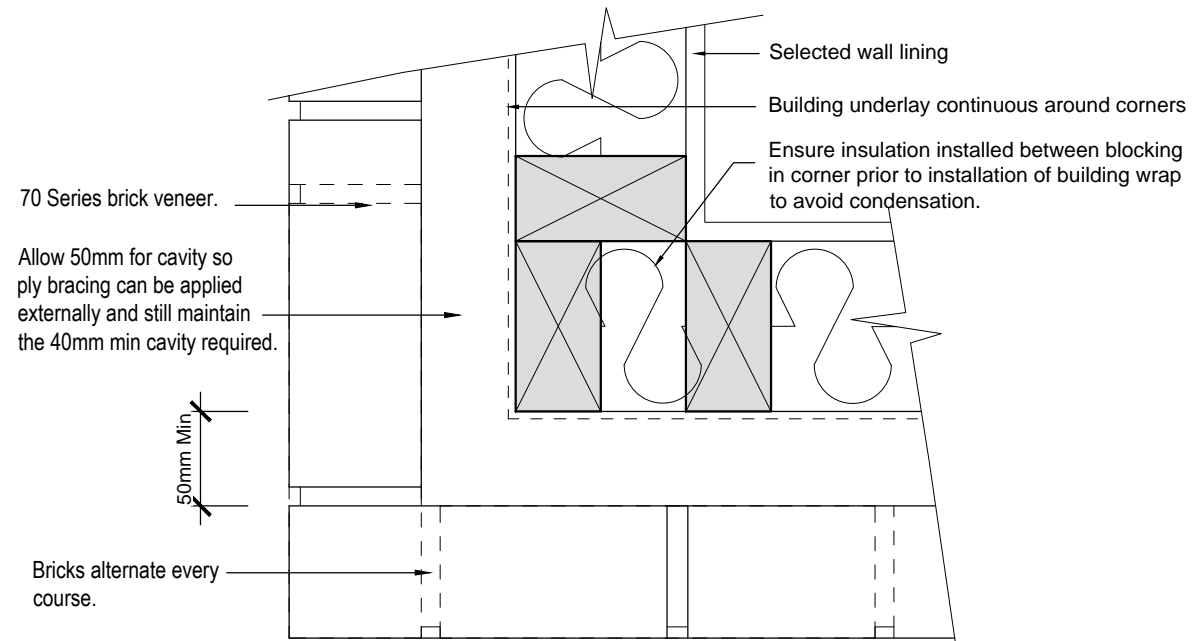 Selected wall lining
Building underlay continuous around corners
Ensure insulation installed between blocking
in corner prior to installation of building wrap
to avoid condensation.
70 Series brick veneer.
Allow 50mm for cavity so
ply bracing can be applied
externally and still maintain
the 40mm min cavity required.
50mm Min
Bricks alternate every
course.